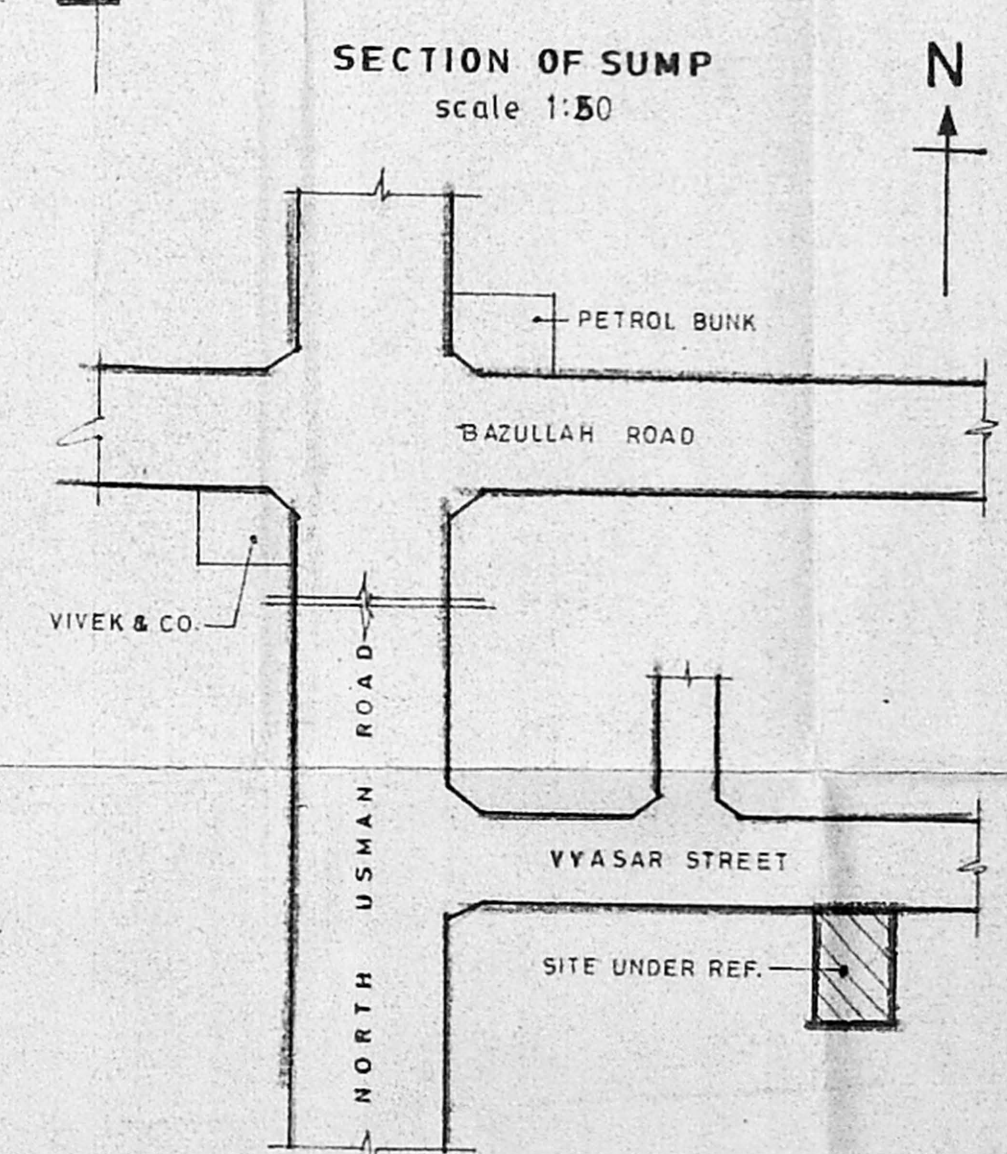 SECTION OF SUMP
scale 1:50
N
PETROL BUNK
BAZULLAH ROAD
VIVEK & CO.
NORTH USMAN ROAD
VYASAR STREET
SITE UNDER REF.